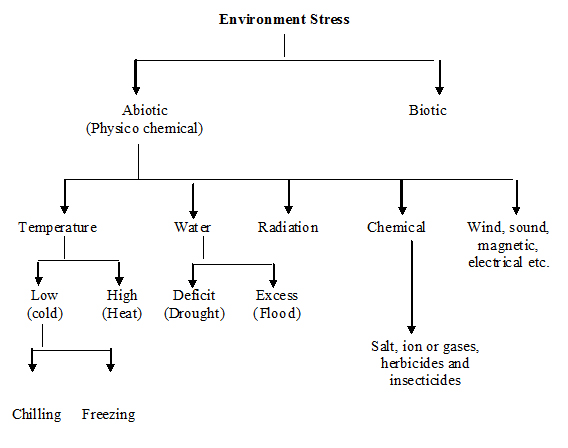 Environment Stress
Abiotic
(Physico chemical)
Biotic
Temperature
Water
Radiation
Chemical
Wind, sound,
magnetic,
electrical etc.
Low
(cold)
High
(Heat)
Deficit
(Drought)
Excess
(Flood)
Salt, ion or gases,
herbicides and
insecticides
Chilling
Freezing